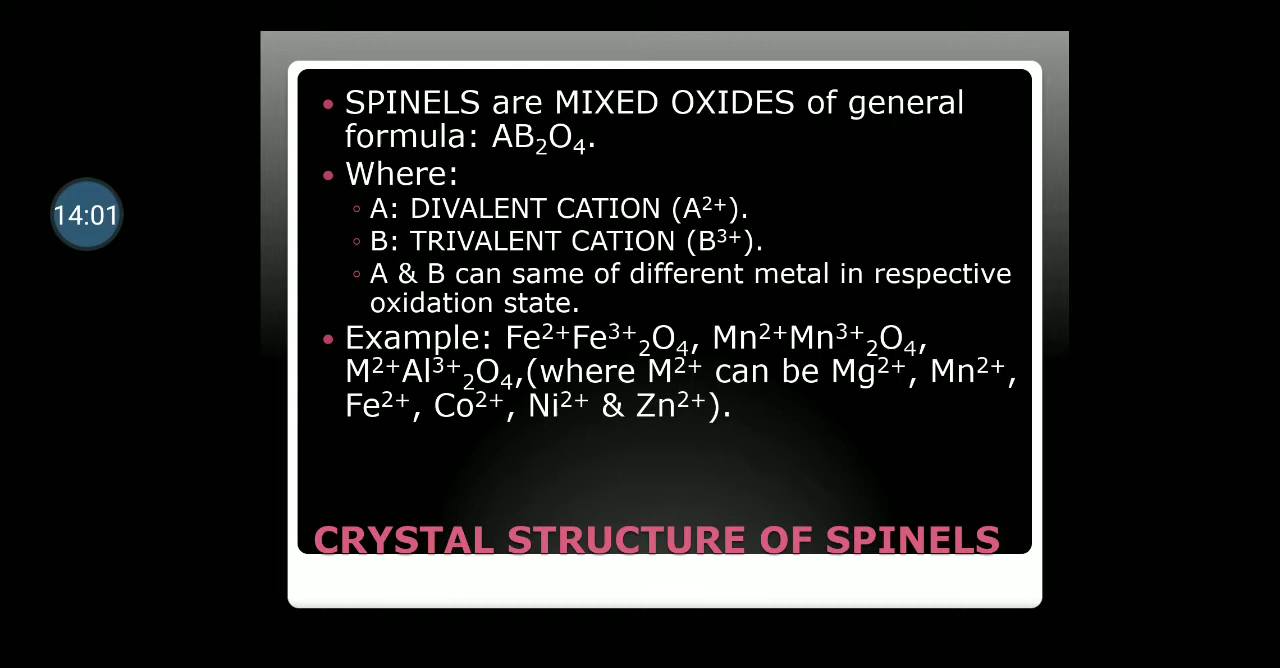 14:01
• SPINELS are MIXED OXIDES of general
formula: AB₂O₄.
• Where:
◦ A: DIVALENT CATION (A²⁺).
◦ B: TRIVALENT CATION (B³⁺).
◦ A & B can same of different metal in respective
oxidation state.
• Example: Fe²⁺Fe³⁺₂O₄, Mn²⁺Mn³⁺₂O₄,
M²⁺Al³⁺₂O₄,(where M²⁺ can be Mg²⁺, Mn²⁺,
Fe²⁺, Co²⁺, Ni²⁺ & Zn²⁺).
CRYSTAL STRUCTURE OF SPINELS